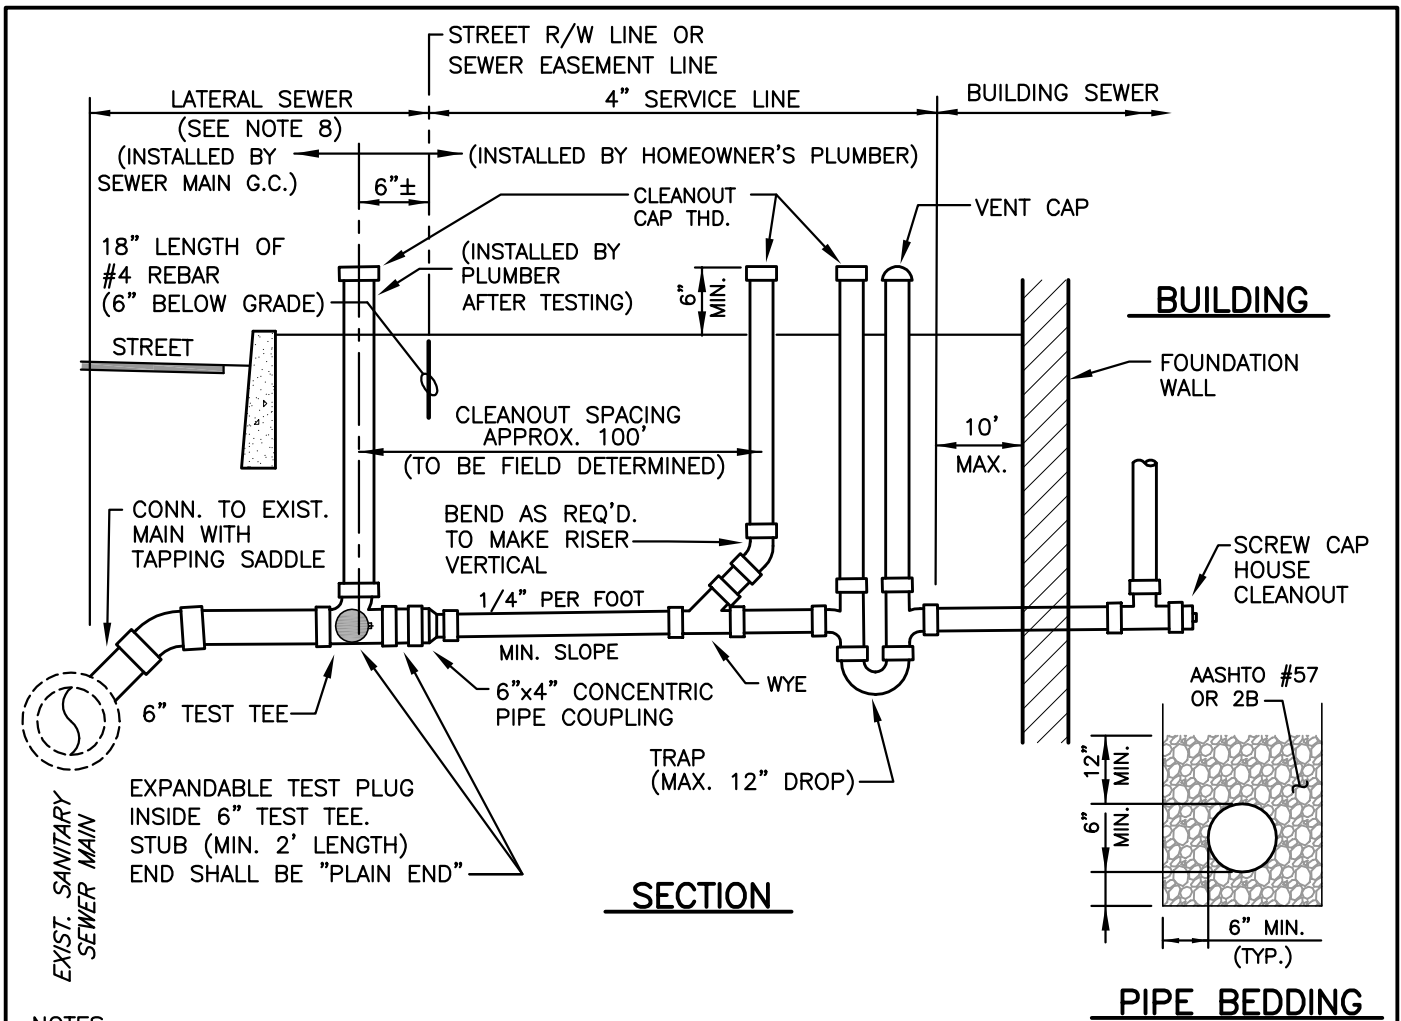 STREET R/W LINE OR
SEWER EASEMENT LINE
LATERAL SEWER
(SEE NOTE 8)
4" SERVICE LINE
BUILDING SEWER
(INSTALLED BY
SEWER MAIN G.C.)
(INSTALLED BY HOMEOWNER'S PLUMBER)
6"±
CLEANOUT
CAP THD.
VENT CAP
18" LENGTH OF
#4 REBAR
(6" BELOW GRADE)
(INSTALLED BY
PLUMBER
AFTER TESTING)
6"
MIN.
BUILDING
STREET
FOUNDATION
WALL
CLEANOUT SPACING
APPROX. 100'
(TO BE FIELD DETERMINED)
10'
MAX.
CONN. TO EXIST.
MAIN WITH
TAPPING SADDLE
BEND AS REQ'D.
TO MAKE RISER
VERTICAL
SCREW CAP
HOUSE
CLEANOUT
1/4" PER FOOT
MIN. SLOPE
6" TEST TEE
6"x4" CONCENTRIC
PIPE COUPLING
WYE
TRAP
(MAX. 12" DROP)
AASHTO #57
OR 2B
12"
MIN.
6"
MIN.
6" MIN.
(TYP.)
EXPANDABLE TEST PLUG
INSIDE 6" TEST TEE.
STUB (MIN. 2' LENGTH)
END SHALL BE "PLAIN END"
EXIST. SANITARY
SEWER MAIN
SECTION
PIPE BEDDING
NOTES